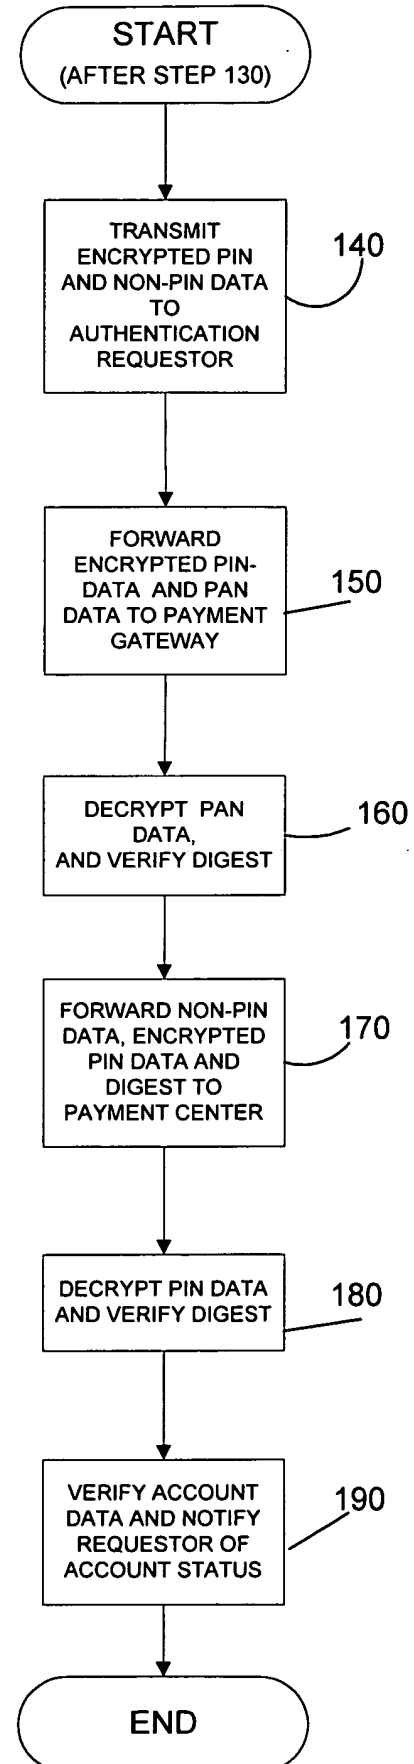 START
(AFTER STEP 130)
TRANSMIT
ENCRYPTED PIN
AND NON-PIN DATA
TO
AUTHENTICATION
REQUESTOR
140
FORWARD
ENCRYPTED PIN-
DATA AND PAN
DATA TO PAYMENT
GATEWAY
150
DECRYPT PAN
DATA,
AND VERIFY DIGEST
160
FORWARD NON-PIN
DATA, ENCRYPTED
PIN DATA AND
DIGEST TO
PAYMENT CENTER
170
DECRYPT PIN DATA
AND VERIFY DIGEST
180
VERIFY ACCOUNT
DATA AND NOTIFY
REQUESTOR OF
ACCOUNT STATUS
190
END